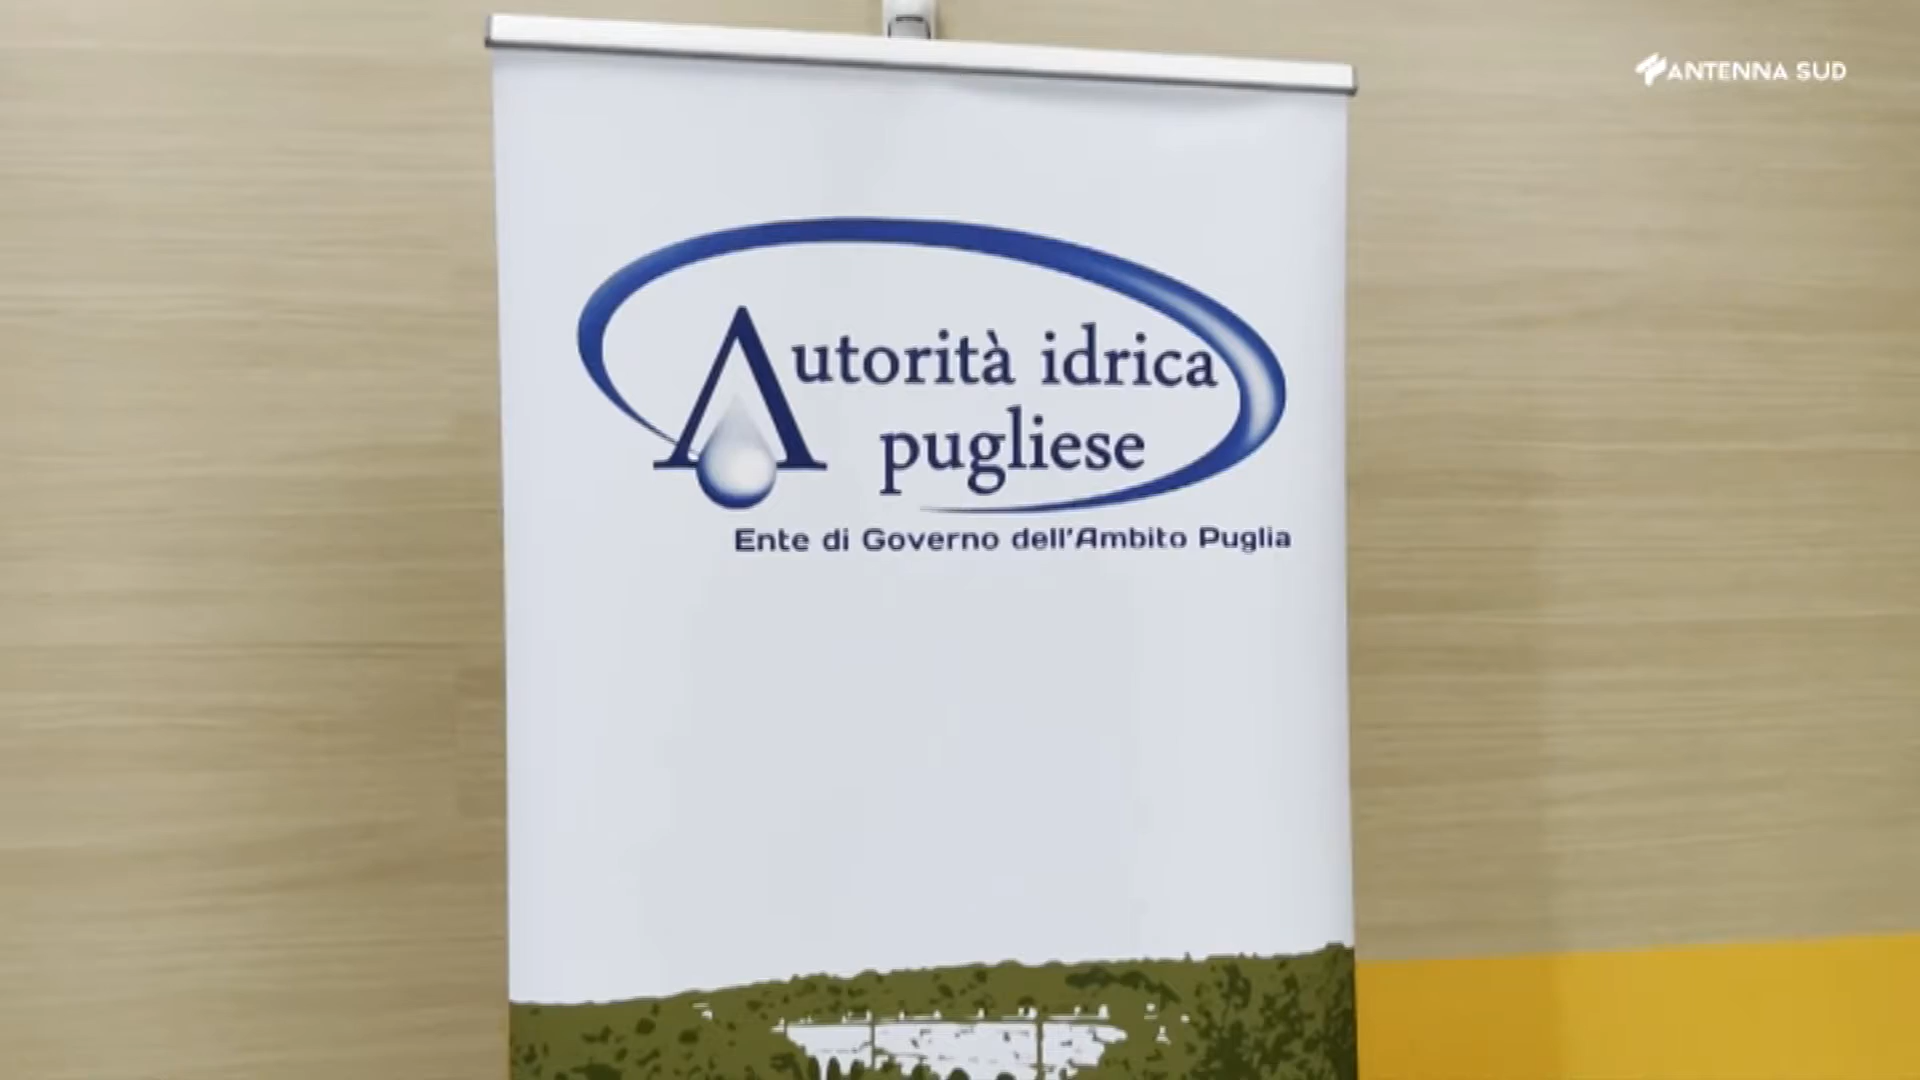 ANTENNA SUD
Autorità idrica
pugliese
Ente di Governo dell'Ambito Puglia